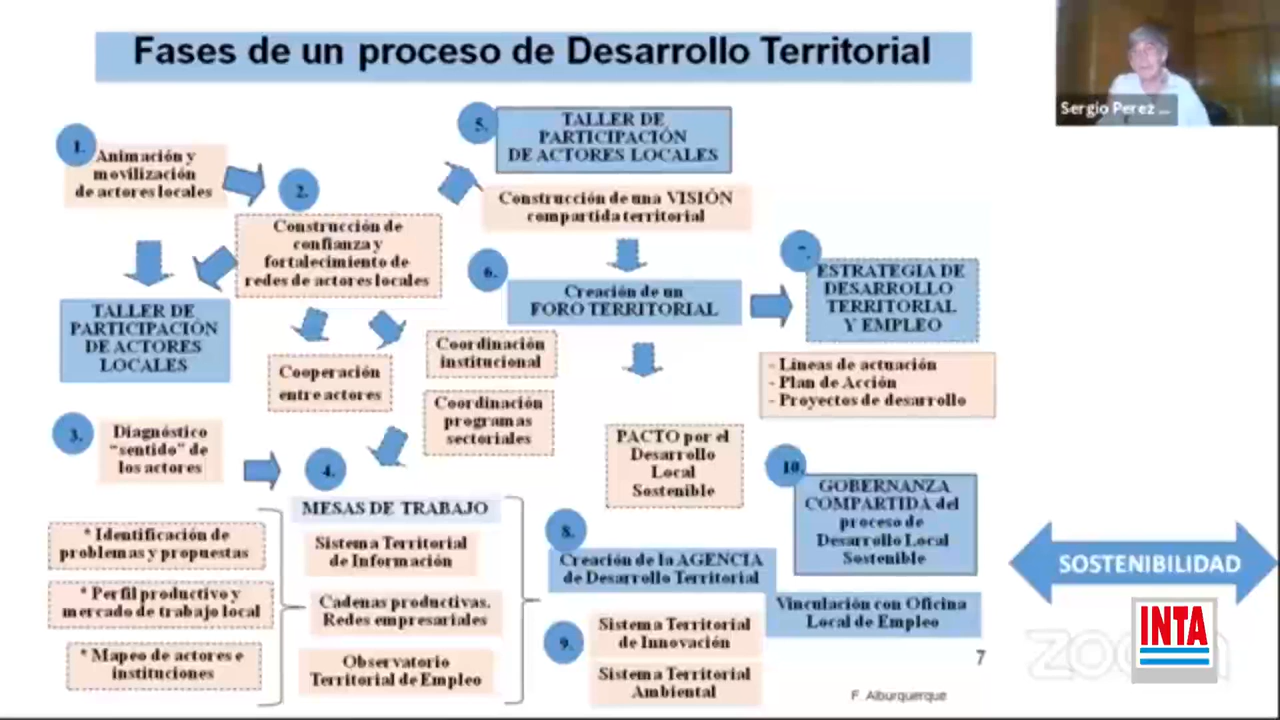 Fases de un proceso de Desarrollo Territorial
Sergio Perez ...
1.
Animación y
movilización
de actores locales
2.
Construcción de
confianza y
fortalecimiento de
redes de actores locales
5.
TALLER DE
PARTICIPACIÓN
DE ACTORES LOCALES
Construcción de una VISIÓN
compartida territorial
6.
Creación de un
FORO TERRITORIAL
7.
ESTRATEGIA DE
DESARROLLO
TERRITORIAL
Y EMPLEO
- Líneas de actuación
- Plan de Acción
- Proyectos de desarrollo
TALLER DE
PARTICIPACIÓN
DE ACTORES
LOCALES
Cooperación
entre actores
Coordinación
institucional
Coordinación
programas
sectoriales
PACTO por el
Desarrollo
Local
Sostenible
3.
Diagnóstico
“sentido” de
los actores
4.
MESAS DE TRABAJO
* Identificación de
problemas y propuestas
* Perfil productivo y
mercado de trabajo local
* Mapeo de actores e
instituciones
Sistema Territorial
de Información
Cadenas productivas.
Redes empresariales
Observatorio
Territorial de Empleo
8.
Creación de la AGENCIA
de Desarrollo Territorial
9.
Sistema Territorial
de Innovación
Sistema Territorial
Ambiental
10.
GOBERNANZA
COMPARTIDA del
proceso de
Desarrollo Local
Sostenible
Vinculación con Oficina
Local de Empleo
SOSTENIBILIDAD
7
F. Alburquerque
zoom
INTA